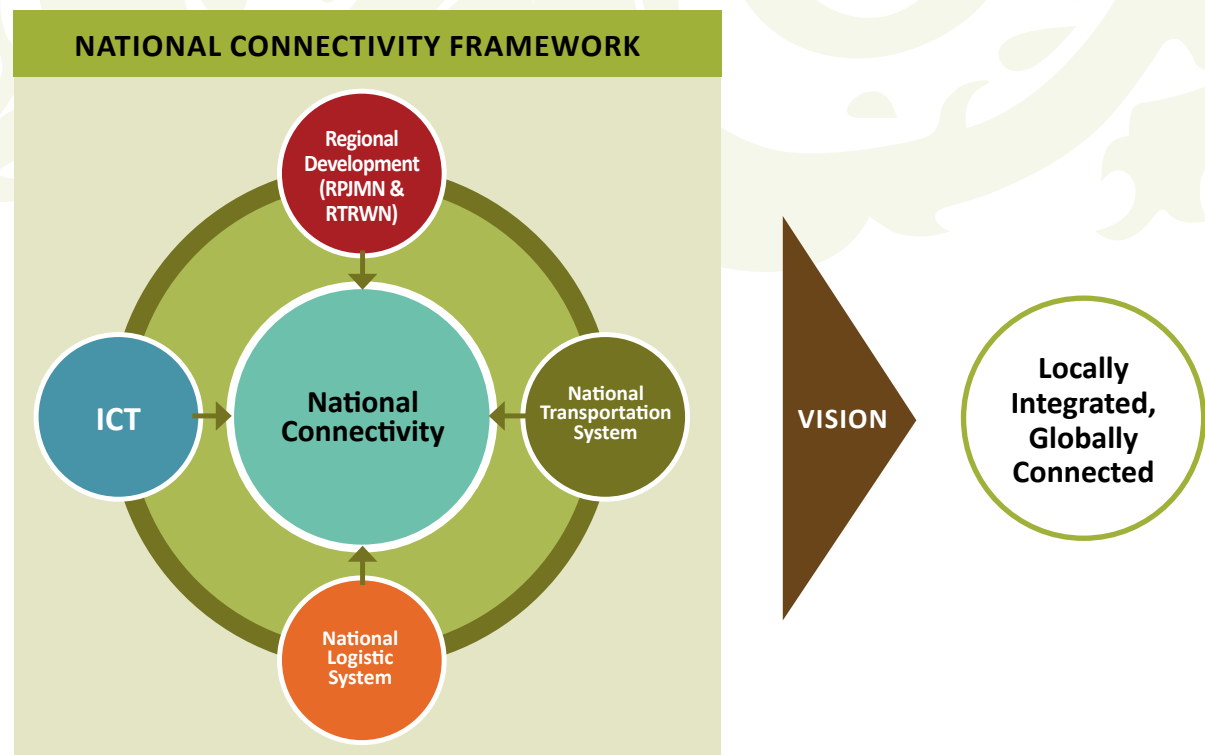 NATIONAL CONNECTIVITY FRAMEWORK
Regional
Development
(RPJMN &
RTRWN)
ICT
National
Connectivity
National
Transportation
System
National
Logistic
System
VISION
Locally
Integrated,
Globally
Connected